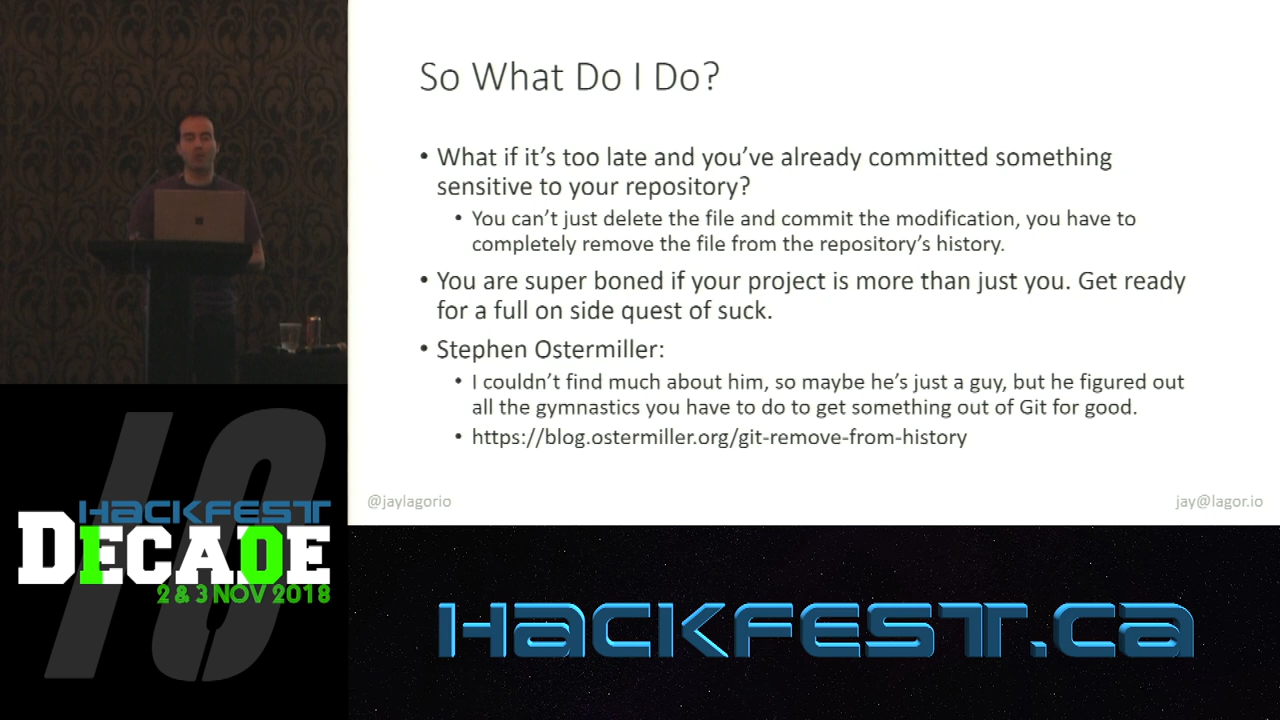 So What Do I Do?
• What if it's too late and you've already committed something
sensitive to your repository?
• You can't just delete the file and commit the modification, you have to
completely remove the file from the repository's history.
• You are super boned if your project is more than just you. Get ready
for a full on side quest of suck.
• Stephen Ostermiller:
• I couldn't find much about him, so maybe he's just a guy, but he figured out
all the gymnastics you have to do to get something out of Git for good.
• https://blog.ostermiller.org/git-remove-from-history
@jaylagorio
jay@lagor.io
10
HACKFEST
DECADE
2 & 3 NOV 2018
HACKFEST.ca